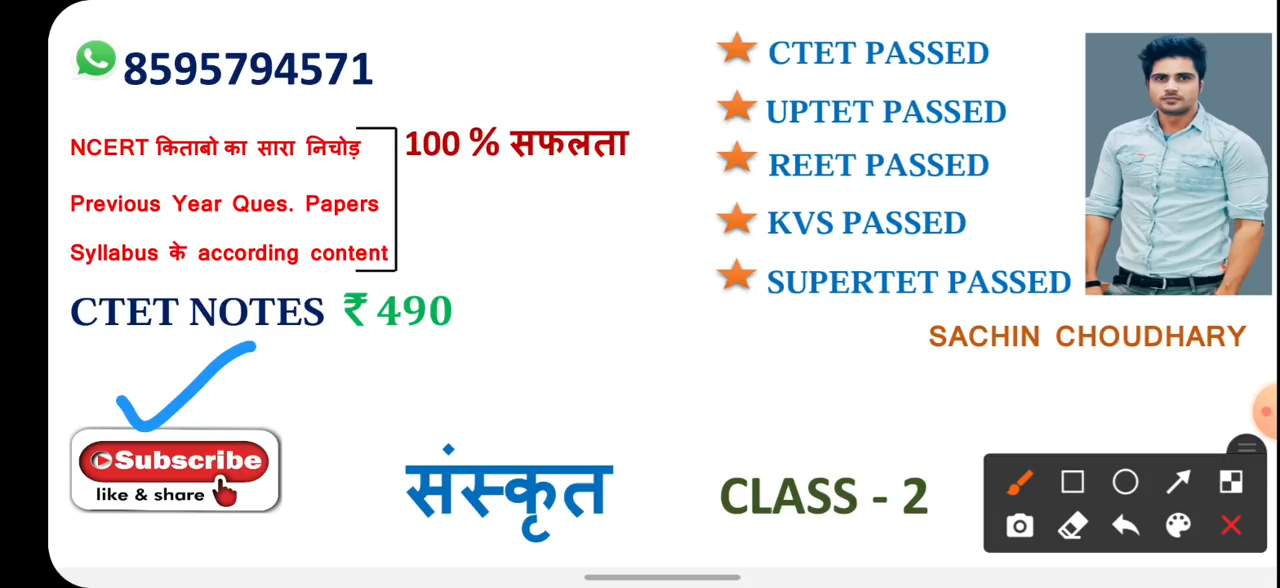 8595794571
NCERT किताबो का सारा निचोड़
Previous Year Ques. Papers
Syllabus के according content
100 % सफलता
CTET NOTES ₹ 490
CTET PASSED
UPTET PASSED
REET PASSED
KVS PASSED
SUPERTET PASSED
SACHIN CHOUDHARY
Subscribe
like & share
संस्कृत
CLASS - 2